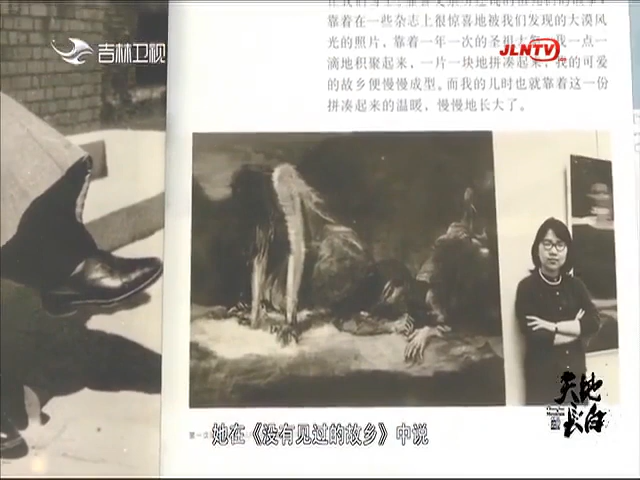 吉林卫视
JLNTV
靠着在一些杂志上很惊喜地被我们发现的大漠风
光的照片，靠着一年一次的圣祖大祭，我一点一
滴地积聚起来，一片一块地拼凑起来，我的可爱
的故乡便慢慢成型。而我的儿时也就靠着这一份
拼凑起来的温暖，慢慢地长大了。
天地
长白
她在《没有见过的故乡》中说